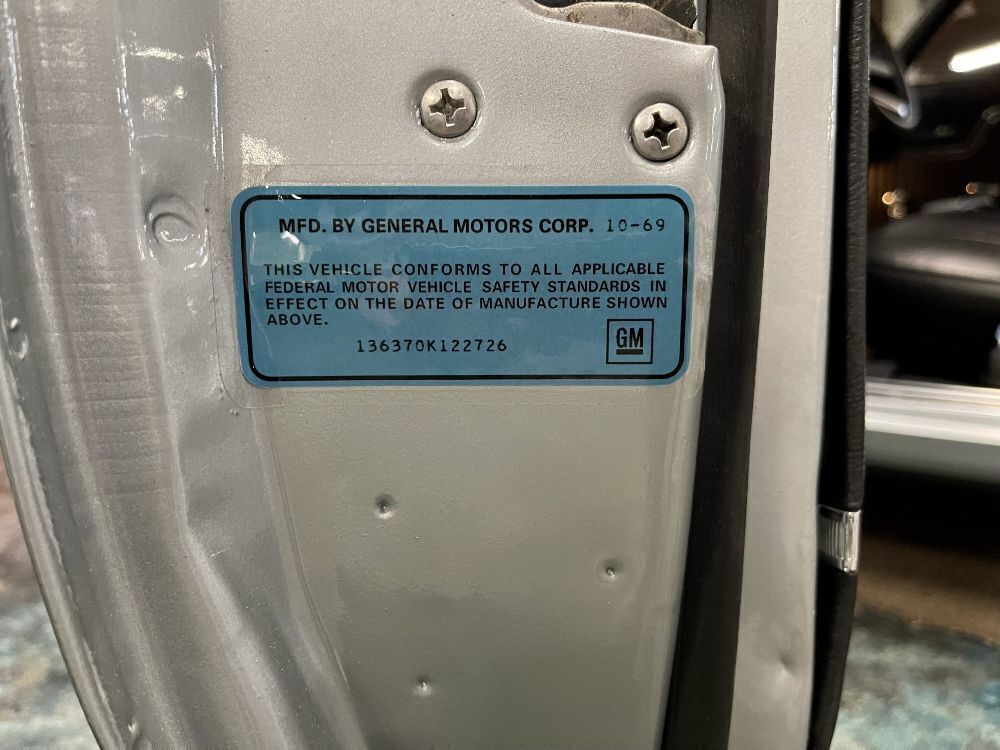 MFD. BY GENERAL MOTORS CORP. 10-69
THIS VEHICLE CONFORMS TO ALL APPLICABLE
FEDERAL MOTOR VEHICLE SAFETY STANDARDS IN
EFFECT ON THE DATE OF MANUFACTURE SHOWN
ABOVE.
136370K122726
GM